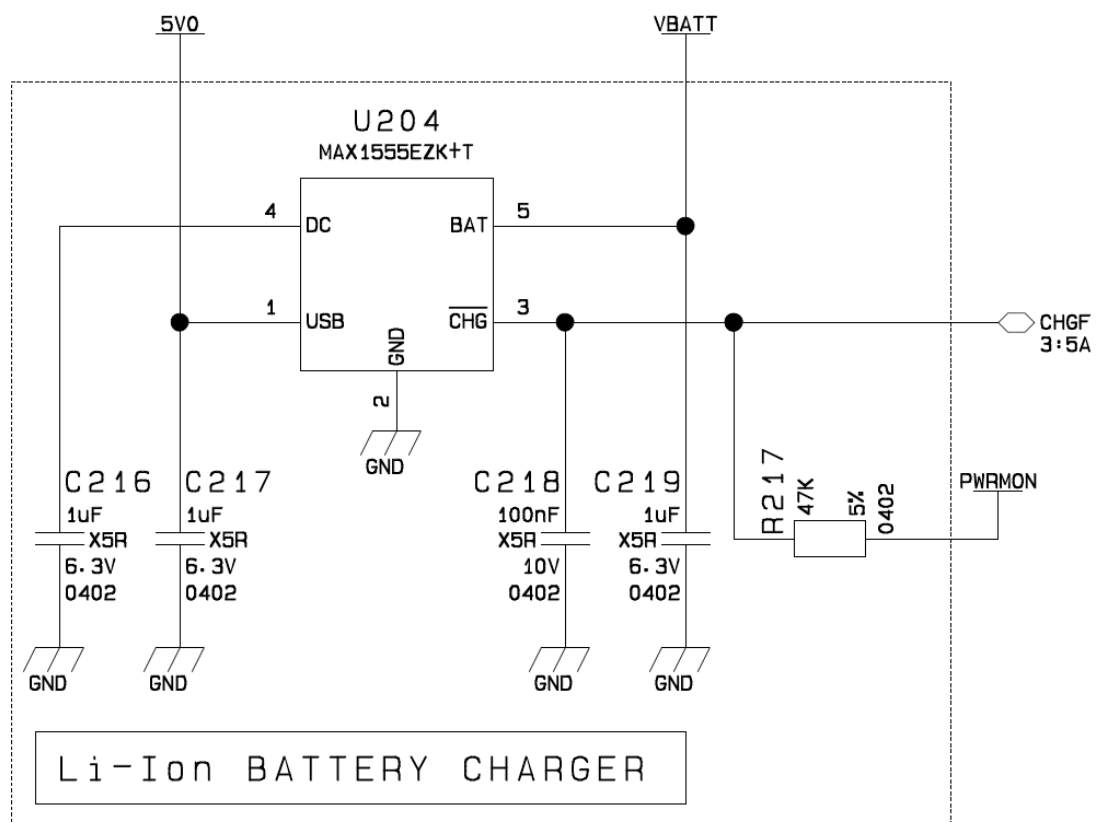 5V0
VBATT
U204
MAX1555EZK+T
4
DC
BAT
5
1
USB
CHG
3
GND
2
GND
CHGF
3:5A
C216
1uF
X5R
6.3V
0402
GND
C217
1uF
X5R
6.3V
0402
GND
C218
100nF
X5R
10V
0402
GND
C219
1uF
X5R
6.3V
0402
GND
R217
47K
5%
0402
PWRMON
Li-Ion BATTERY CHARGER